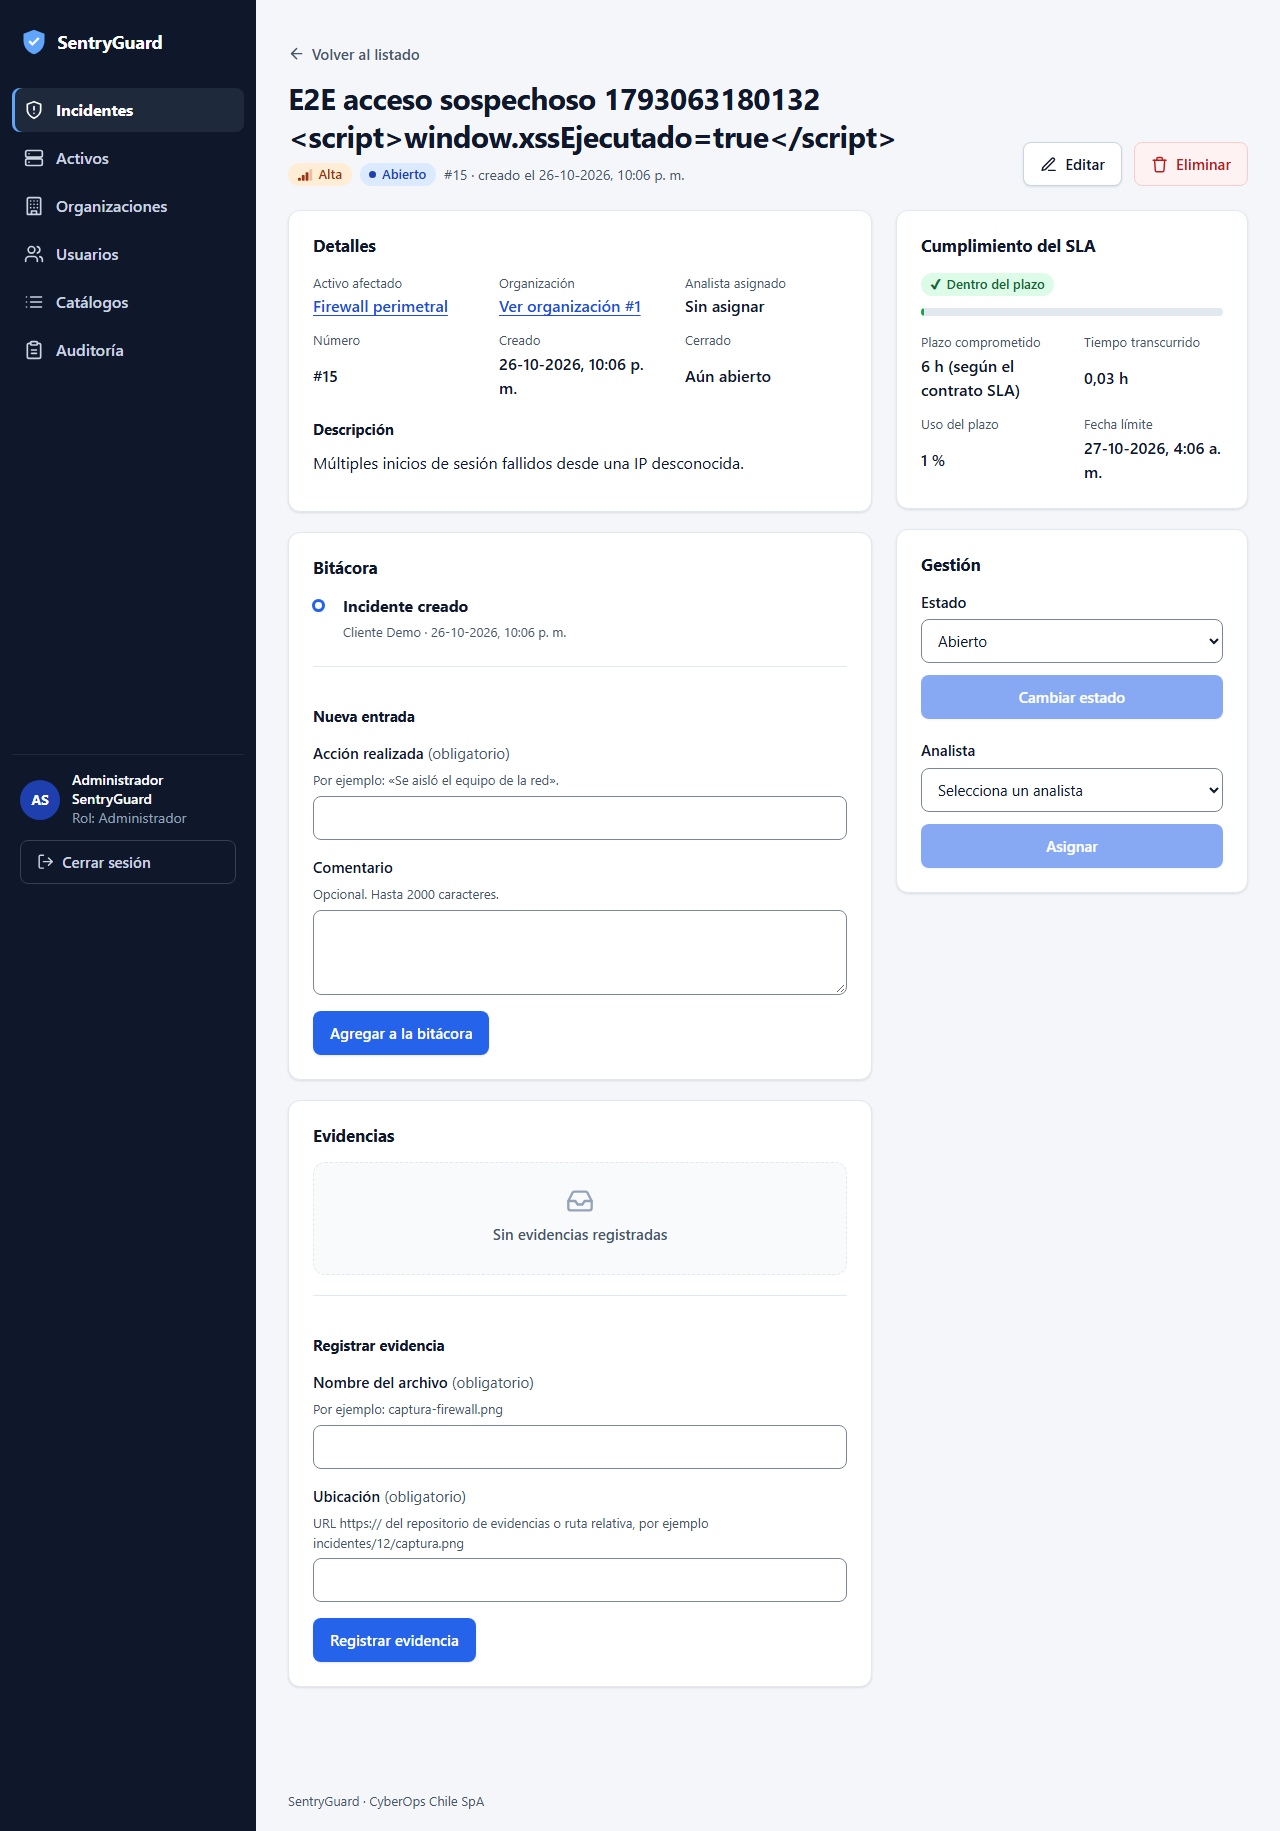 SentryGuard
Incidentes
Activos
Organizaciones
Usuarios
Catálogos
Auditoría
Administrador
SentryGuard
Rol: Administrador
AS
Cerrar sesión
Volver al listado
E2E acceso sospechoso 1793063180132
<script>window.xssEjecutado=true</script>
Alta
Abierto
#15 · creado el 26-10-2026, 10:06 p. m.
Editar
Eliminar
Detalles
Activo afectado
Firewall perimetral
Organización
Ver organización #1
Analista asignado
Sin asignar
Número
#15
Creado
26-10-2026, 10:06 p.
m.
Cerrado
Aún abierto
Descripción
Múltiples inicios de sesión fallidos desde una IP desconocida.
Cumplimiento del SLA
Dentro del plazo
Plazo comprometido
6 h (según el
contrato SLA)
Tiempo transcurrido
0,03 h
Uso del plazo
1 %
Fecha límite
27-10-2026, 4:06 a.
m.
Bitácora
Incidente creado
Cliente Demo · 26-10-2026, 10:06 p. m.
Nueva entrada
Acción realizada (obligatorio)
Por ejemplo: «Se aisló el equipo de la red».
Comentario
Opcional. Hasta 2000 caracteres.
Agregar a la bitácora
Gestión
Estado
Abierto
Cambiar estado
Analista
Selecciona un analista
Asignar
Evidencias
Sin evidencias registradas
Registrar evidencia
Nombre del archivo (obligatorio)
Por ejemplo: captura-firewall.png
Ubicación (obligatorio)
URL https:// del repositorio de evidencias o ruta relativa, por ejemplo
incidentes/12/captura.png
Registrar evidencia
SentryGuard · CyberOps Chile SpA